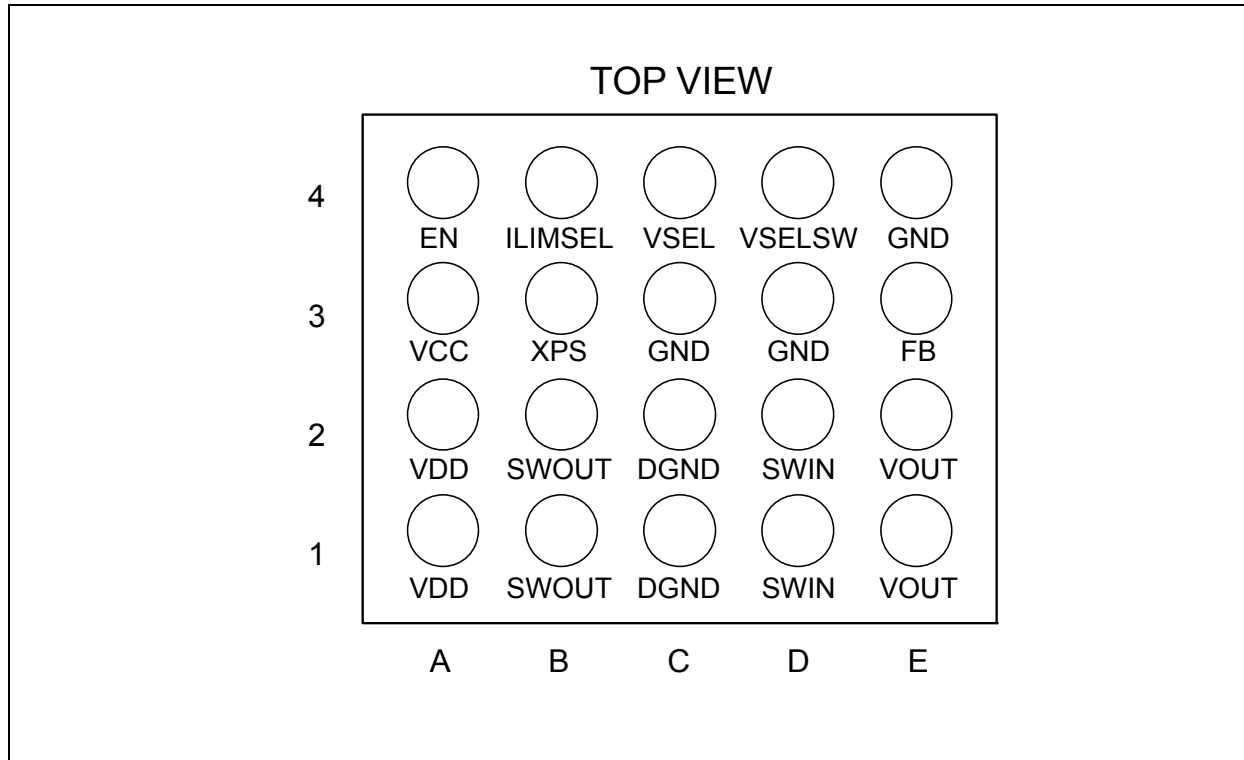 TOP VIEW
4
EN ILIMSEL VSEL VSELSW GND
3
VCC XPS GND GND FB
2
VDD SWOUT DGND SWIN VOUT
1
VDD SWOUT DGND SWIN VOUT
A B C D E